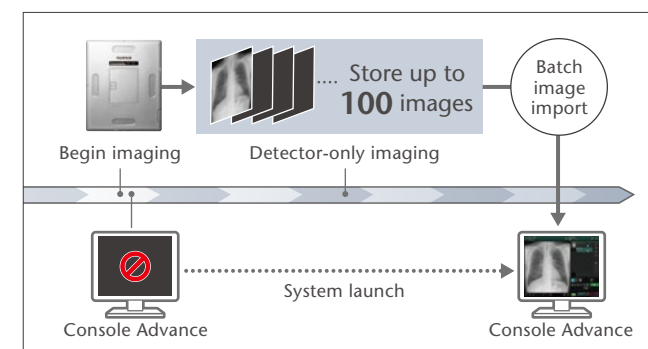 .... Store up to
100 images
Batch
image
import
Begin imaging
Detector-only imaging
System launch
Console Advance
Console Advance